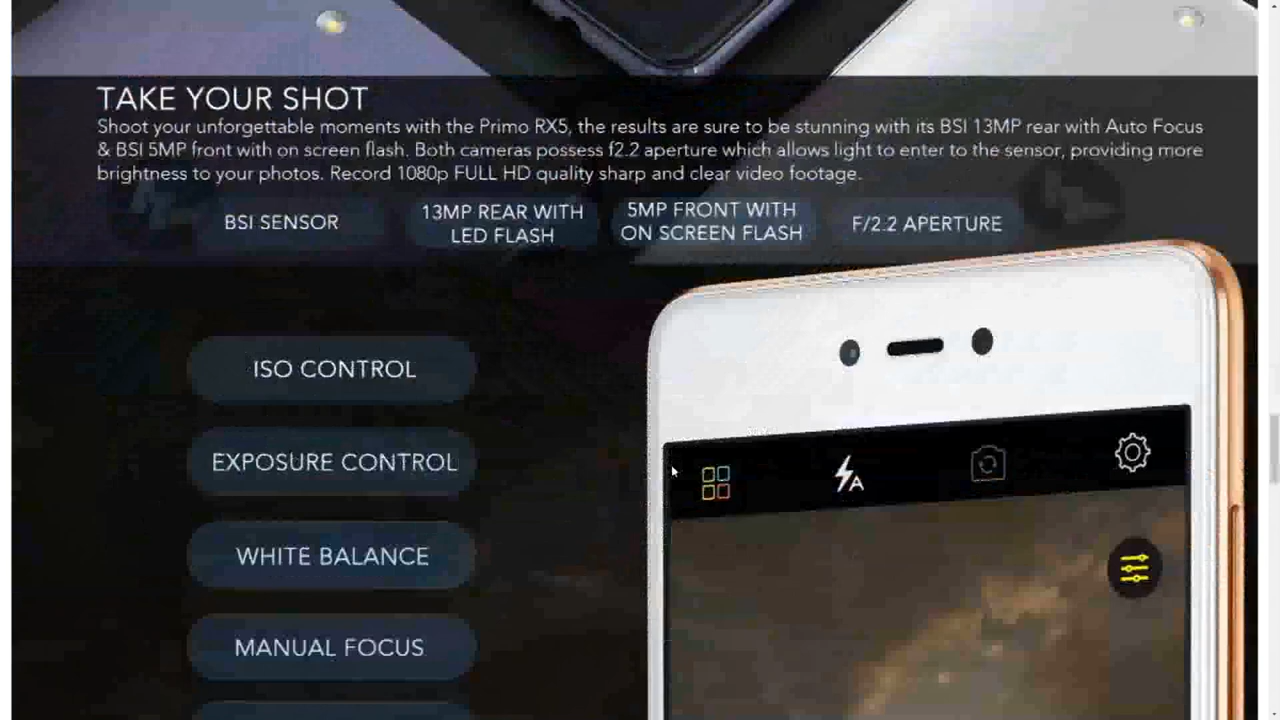 TAKE YOUR SHOT
Shoot your unforgettable moments with the Primo RX5, the results are sure to be stunning with its BSI 13MP rear with Auto Focus
& BSI 5MP front with on screen flash. Both cameras possess f2.2 aperture which allows light to enter to the sensor, providing more
brightness to your photos. Record 1080p FULL HD quality sharp and clear video footage.
BSI SENSOR
13MP REAR WITH
LED FLASH
5MP FRONT WITH
ON SCREEN FLASH
F/2.2 APERTURE
ISO CONTROL
EXPOSURE CONTROL
WHITE BALANCE
MANUAL FOCUS
A